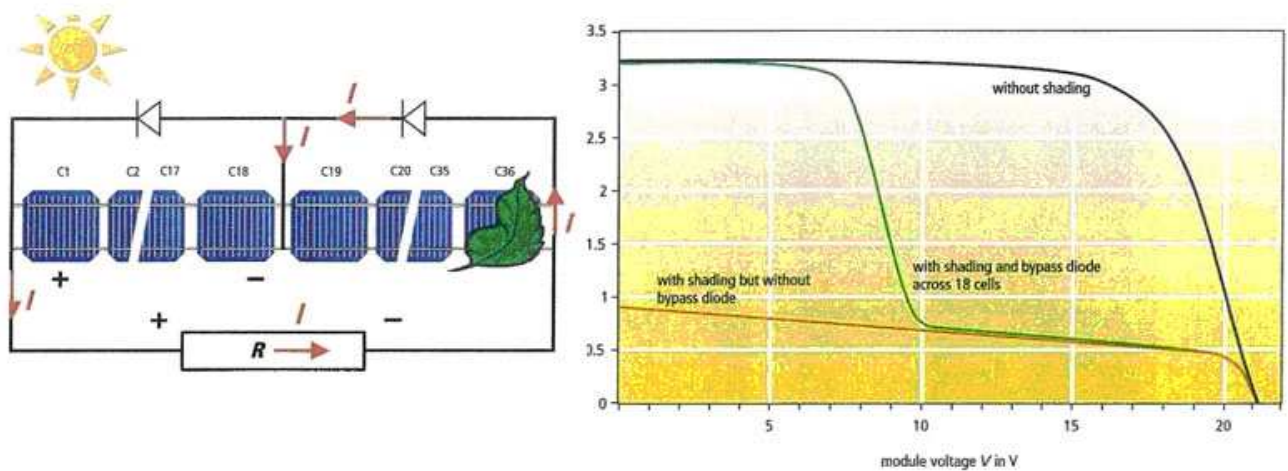 I
I
C1 C2 C17 C18 C19 C20 C35 C36
I
+ − I
+ I −
R
3.5
3
2.5
2
1.5
1
0.5
0
5 10 15 20
without shading
with shading and bypass diode
across 18 cells
with shading but without
bypass diode
module voltage V in V